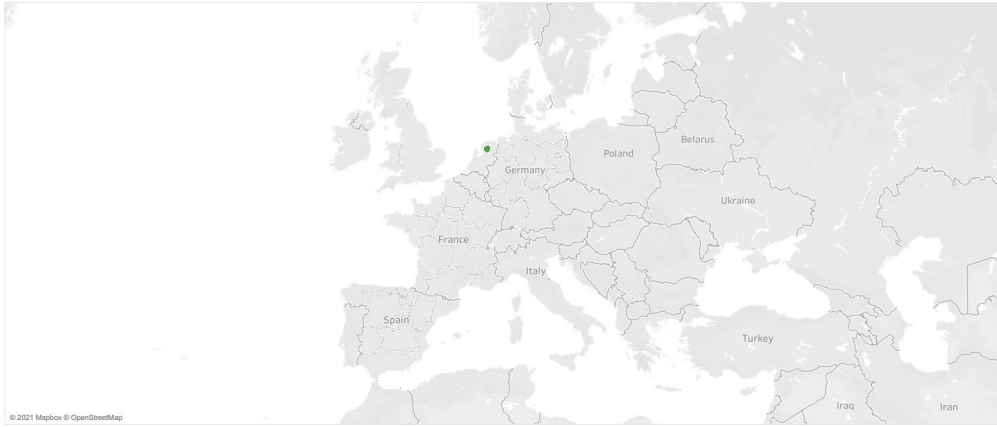 Belarus
Poland
Germany
Ukraine
France
Italy
Spain
Turkey
Iraq
Iran
© 2021 Mapbox © OpenStreetMap